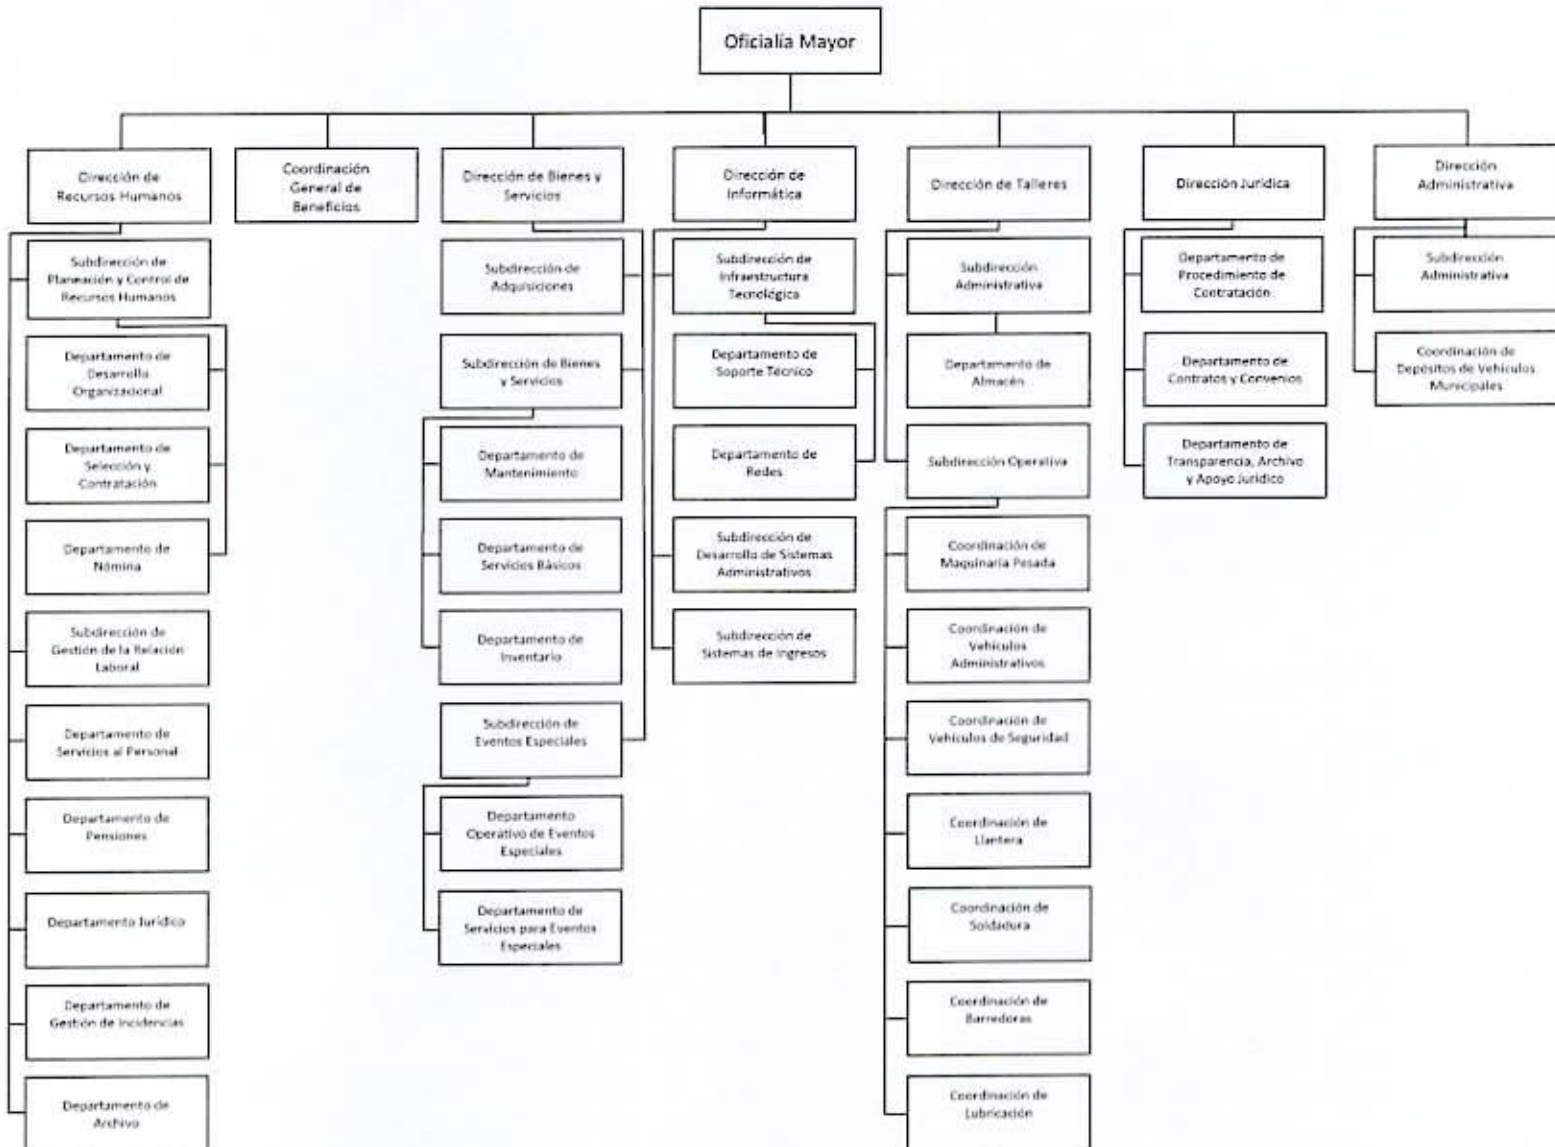 Oficialía Mayor
Dirección de
Recursos Humanos
Subdirección de
Planeación y Control de
Recursos Humanos
Departamento de
Desarrollo
Organizacional
Departamento de
Selección y
Contratación
Departamento de
Nómina
Subdirección de
Gestión de la Relación
Laboral
Departamento de
Servicios al Personal
Departamento de
Pensiones
Departamento Jurídico
Departamento de
Gestión de Incidencias
Departamento de
Archivo
Coordinación
General de
Beneficios
Dirección de Bienes y
Servicios
Subdirección de
Adquisiciones
Subdirección de Bienes
y Servicios
Departamento de
Mantenimiento
Departamento de
Servicios Básicos
Departamento de
Inventario
Subdirección de
Eventos Especiales
Departamento
Operativo de Eventos
Especiales
Departamento de
Servicios para Eventos
Especiales
Dirección de
Informática
Subdirección de
Infraestructura
Tecnológica
Departamento de
Soporte Técnico
Departamento de
Redes
Subdirección de
Desarrollo de Sistemas
Administrativos
Subdirección de
Sistemas de Ingresos
Dirección de Talleres
Subdirección
Administrativa
Departamento de
Almacén
Subdirección Operativa
Coordinación de
Maquinaria Pesada
Coordinación de
Vehículos
Administrativos
Coordinación de
Vehículos de Seguridad
Coordinación de
Llantera
Coordinación de
Soldadura
Coordinación de
Barredoras
Coordinación de
Lubricación
Dirección Jurídica
Departamento de
Procedimiento de
Contratación
Departamento de
Contratos y Convenios
Departamento de
Transparencia, Archivo
y Apoyo Jurídico
Dirección
Administrativa
Subdirección
Administrativa
Coordinación de
Depósitos de Vehículos
Municipales